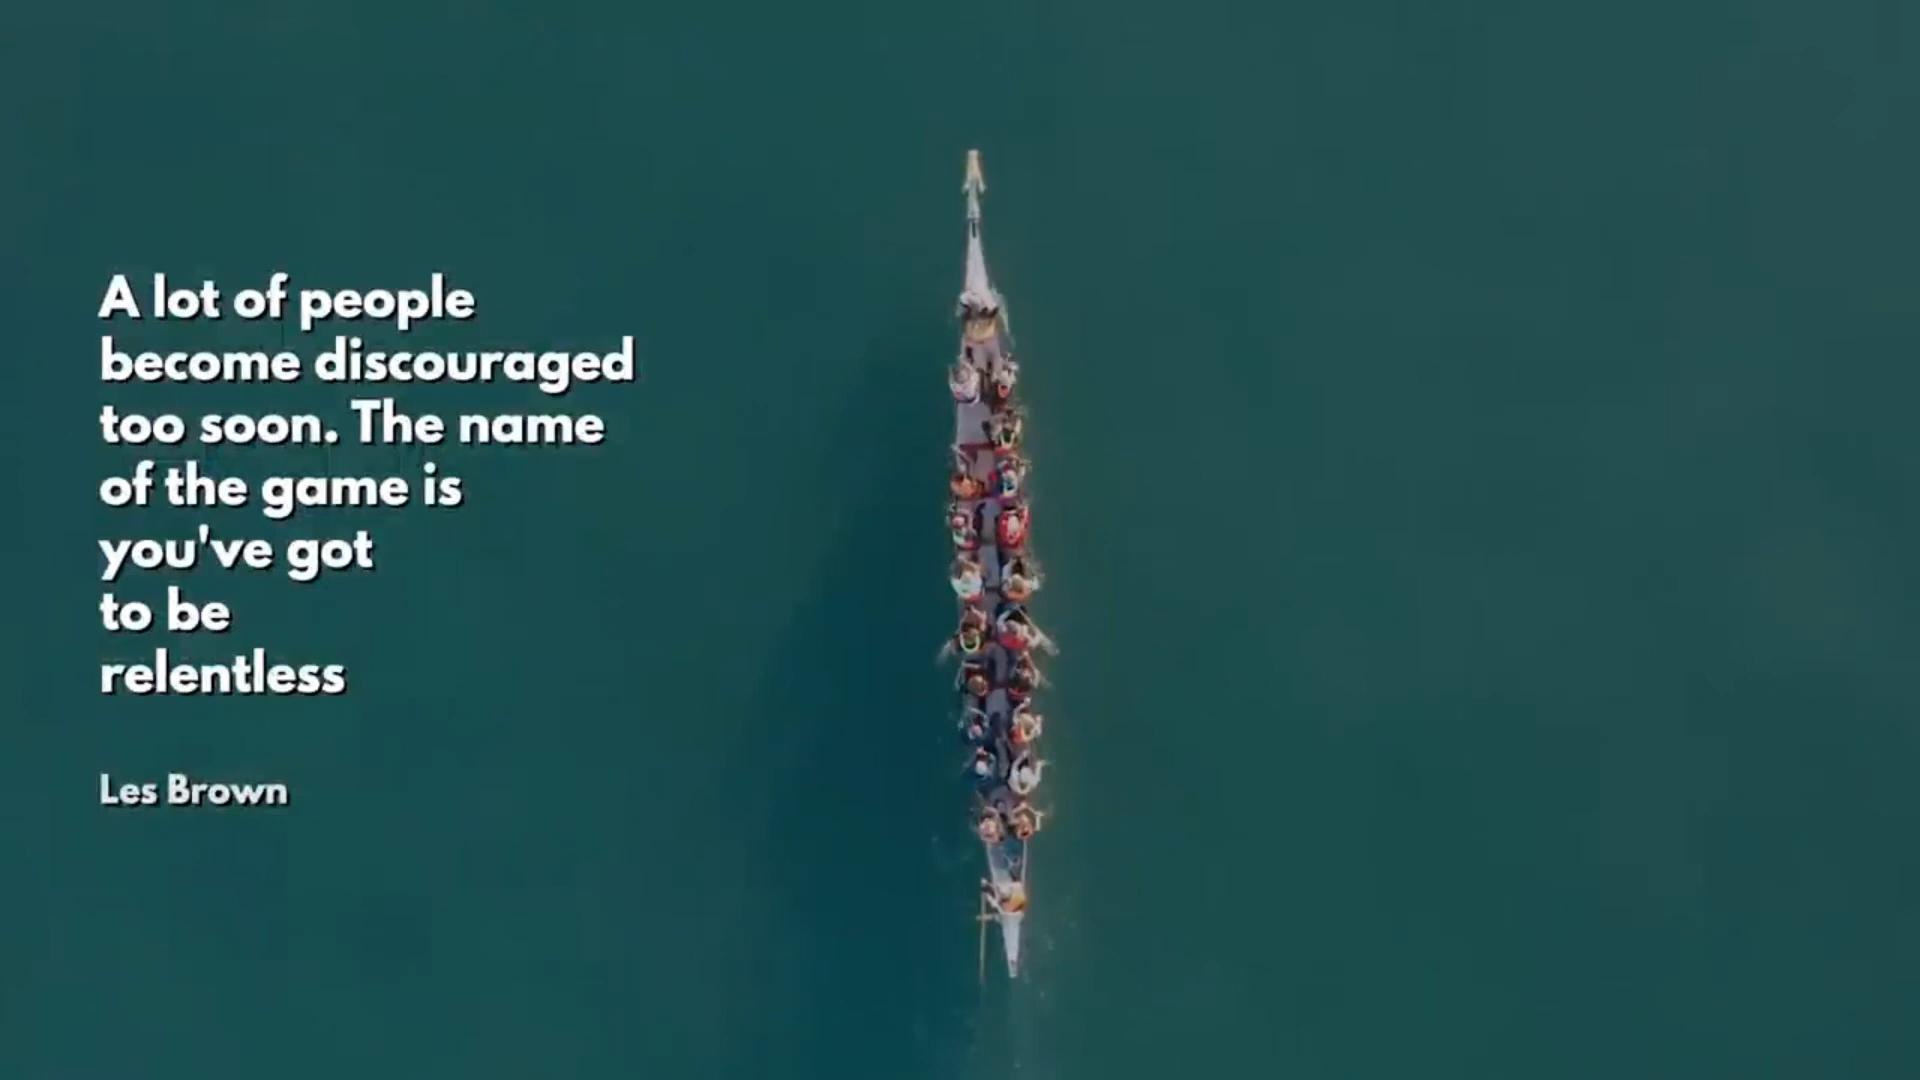 A lot of people
become discouraged
too soon. The name
of the game is
you've got
to be
relentless
Les Brown